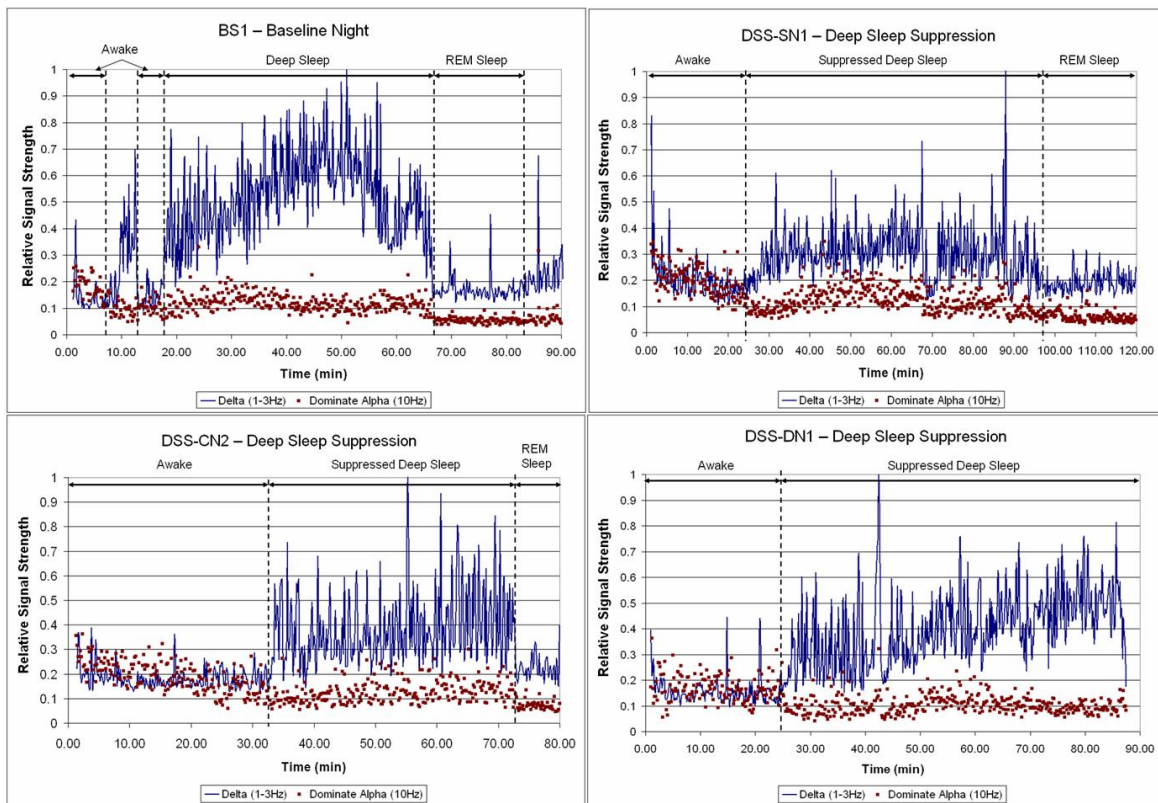 BS1 – Baseline Night
Awake
Deep Sleep
REM Sleep
Relative Signal Strength
1
0.9
0.8
0.7
0.6
0.5
0.4
0.3
0.2
0.1
0
0.00 10.00 20.00 30.00 40.00 50.00 60.00 70.00 80.00 90.00
Time (min)
Delta (1-3Hz) Dominate Alpha (10Hz)
DSS-SN1 – Deep Sleep Suppression
Awake
Suppressed Deep Sleep
REM Sleep
Relative Signal Strength
1
0.9
0.8
0.7
0.6
0.5
0.4
0.3
0.2
0.1
0
0.00 10.00 20.00 30.00 40.00 50.00 60.00 70.00 80.00 90.00 100.00 110.00 120.00
Time (min)
Delta (1-3Hz) Dominate Alpha (10Hz)
DSS-CN2 – Deep Sleep Suppression
Awake
Suppressed Deep Sleep
REM
Sleep
Relative Signal Strength
1
0.9
0.8
0.7
0.6
0.5
0.4
0.3
0.2
0.1
0
0.00 10.00 20.00 30.00 40.00 50.00 60.00 70.00 80.00
Time (min)
Delta (1-3Hz) Dominate Alpha (10Hz)
DSS-DN1 – Deep Sleep Suppression
Awake
Suppressed Deep Sleep
Relative Signal Strength
1
0.9
0.8
0.7
0.6
0.5
0.4
0.3
0.2
0.1
0
0.00 10.00 20.00 30.00 40.00 50.00 60.00 70.00 80.00 90.00
Time (min)
Delta (1-3Hz) Dominate Alpha (10Hz)